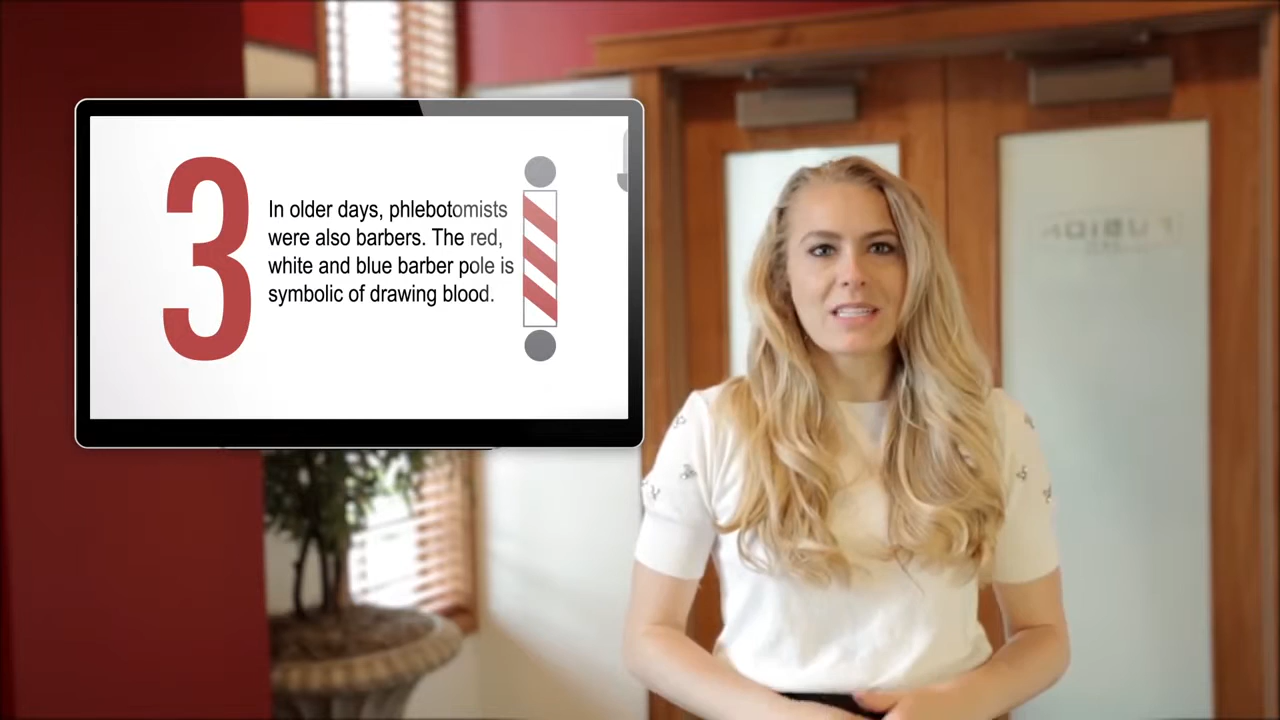 3
In older days, phlebotomists
were also barbers. The red,
white and blue barber pole is
symbolic of drawing blood.